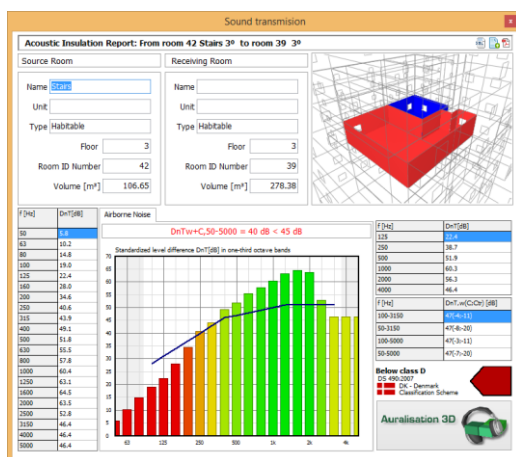 Sound transmision
Acoustic Insulation Report: From room 42 Stairs 3º to room 39 3º
Source Room
Receiving Room
Name Stairs
Name
Unit
Unit
Type Habitable
Type Habitable
Floor 3
Floor 3
Room ID Number 42
Room ID Number 39
Volume [m³] 106.65
Volume [m³] 278.38
f [Hz] DnT[dB]
50 5.8
63 10.2
80 14.8
100 19.0
125 22.4
160 28.0
200 34.6
250 40.6
315 43.9
400 49.1
500 51.8
630 55.5
800 57.8
1000 60.4
1250 63.1
1600 64.5
2000 63.5
2500 52.8
3150 46.4
4000 46.4
5000 46.4
Airborne Noise
DnTw+C,50-5000 = 40 dB < 45 dB
Standardized level difference DnT[dB] in one-third octave bands
70
65
60
55
50
45
40
35
30
25
20
15
10
5
0
63 125 250 500 1k 2k 4k
f [Hz] DnT[dB]
125 22.4
250 38.7
500 51.9
1000 60.3
2000 56.3
4000 46.4
f [Hz] DnT,w(C;Ctr) [dB]
100-3150 47(-4;-11)
50-3150 47(-8;-20)
100-5000 47(-3;-11)
50-5000 47(-7;-20)
Below class D
DS 490:2007
DK - Denmark
Classification Scheme
Auralisation 3D